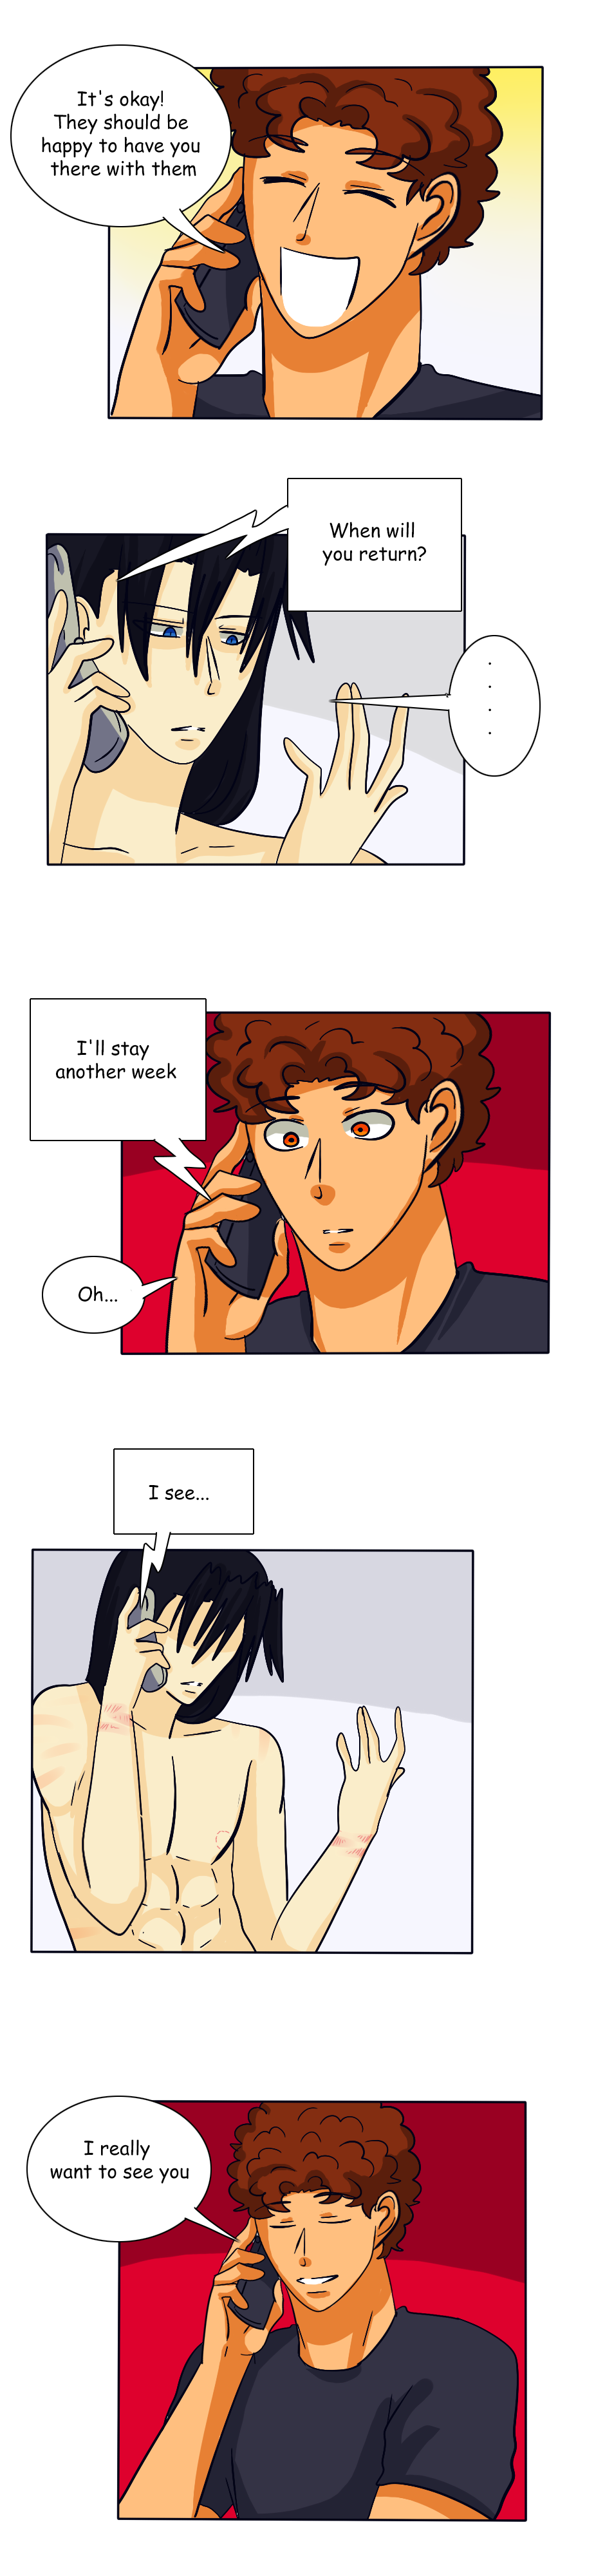 It's okay!
They should be
happy to have you
there with them
When will
you return?
. . . .
I'll stay
another week
Oh...
I see...
I really
want to see you